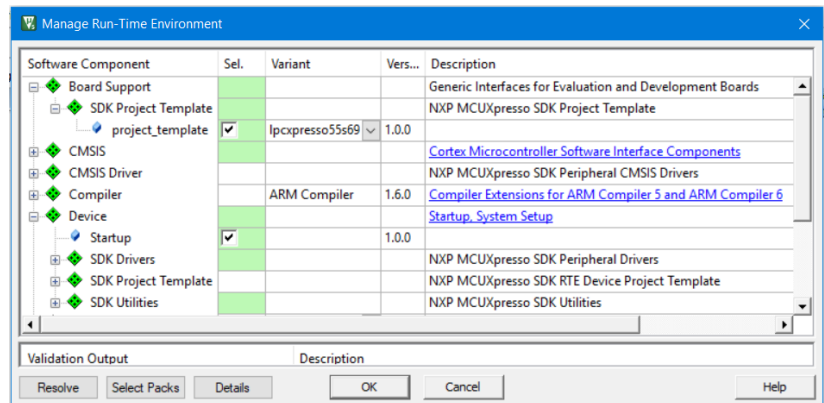 Manage Run-Time Environment
Software Component Sel. Variant Vers... Description
Board Support Generic Interfaces for Evaluation and Development Boards
SDK Project Template NXP MCUXpresso SDK Project Template
project_template lpcxpresso55s69 1.0.0
CMSIS Cortex Microcontroller Software Interface Components
CMSIS Driver NXP MCUXpresso SDK Peripheral CMSIS Drivers
Compiler ARM Compiler 1.6.0 Compiler Extensions for ARM Compiler 5 and ARM Compiler 6
Device Startup, System Setup
Startup 1.0.0
SDK Drivers NXP MCUXpresso SDK Peripheral Drivers
SDK Project Template NXP MCUXpresso SDK RTE Device Project Template
SDK Utilities NXP MCUXpresso SDK Utilities
Validation Output Description
Resolve Select Packs Details OK Cancel Help